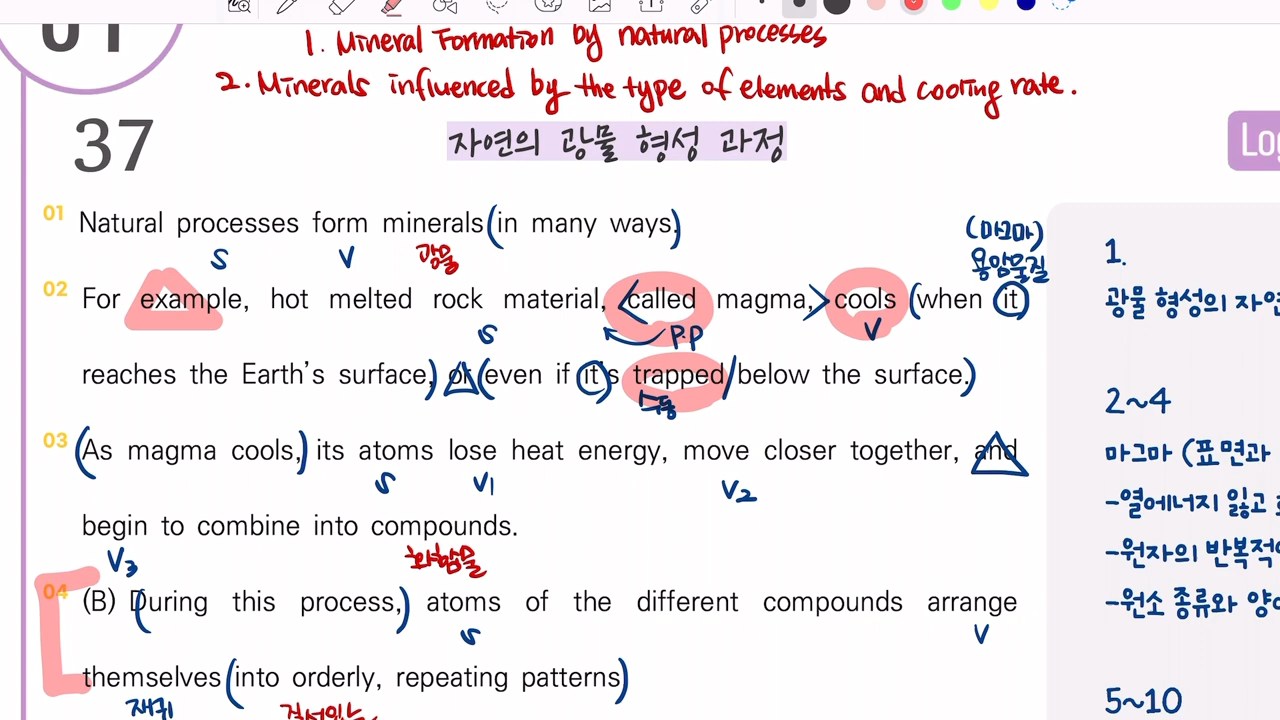 01
1. Mineral Formation by natural processes
2. Minerals influenced by the type of elements and cooling rate.
37
자연의 광물 형성 과정
Log
01 Natural processes form minerals (in many ways.)
S V 광물
(마그마)
용암물질
02 For example, hot melted rock material, <called magma,> cools (when it
S p.p V
reaches the Earth's surface,) or (even if it's trapped/below the surface.)
수동
03 (As magma cools,) its atoms lose heat energy, move closer together, and
S V1 V2
begin to combine into compounds.
V3 화합물
04 (B) (During this process,) atoms of the different compounds arrange
S V
themselves (into orderly, repeating patterns)
재귀 질서있는
1.
광물 형성의 자연
2~4
마그마 (표면과
-열에너지 잃고
-원자의 반복적
-원소 종류와 양
5~10